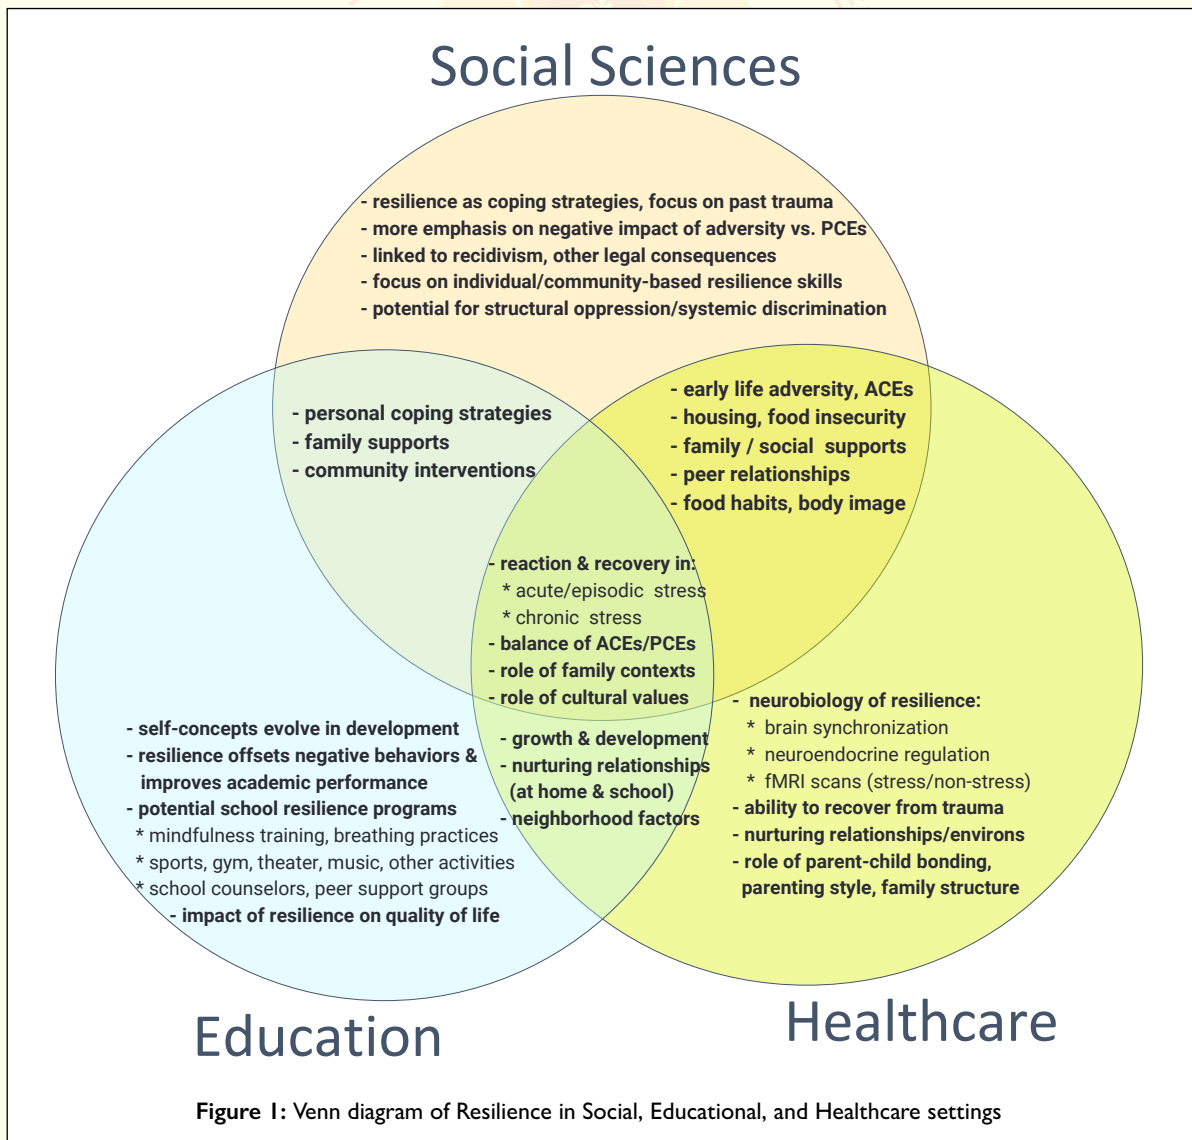 Social Sciences
- resilience as coping strategies, focus on past trauma
- more emphasis on negative impact of adversity vs. PCEs
- linked to recidivism, other legal consequences
- focus on individual/community-based resilience skills
- potential for structural oppression/systemic discrimination
- personal coping strategies
- family supports
- community interventions
- early life adversity, ACEs
- housing, food insecurity
- family / social supports
- peer relationships
- food habits, body image
- reaction & recovery in:
* acute/episodic stress
* chronic stress
- balance of ACEs/PCEs
- role of family contexts
- role of cultural values
- self-concepts evolve in development
- resilience offsets negative behaviors &
improves academic performance
- potential school resilience programs
* mindfulness training, breathing practices
* sports, gym, theater, music, other activities
* school counselors, peer support groups
- impact of resilience on quality of life
- growth & development
- nurturing relationships
(at home & school)
- neighborhood factors
- neurobiology of resilience:
* brain synchronization
* neuroendocrine regulation
* fMRI scans (stress/non-stress)
- ability to recover from trauma
- nurturing relationships/environs
- role of parent-child bonding,
parenting style, family structure
Education
Healthcare
Figure 1: Venn diagram of Resilience in Social, Educational, and Healthcare settings